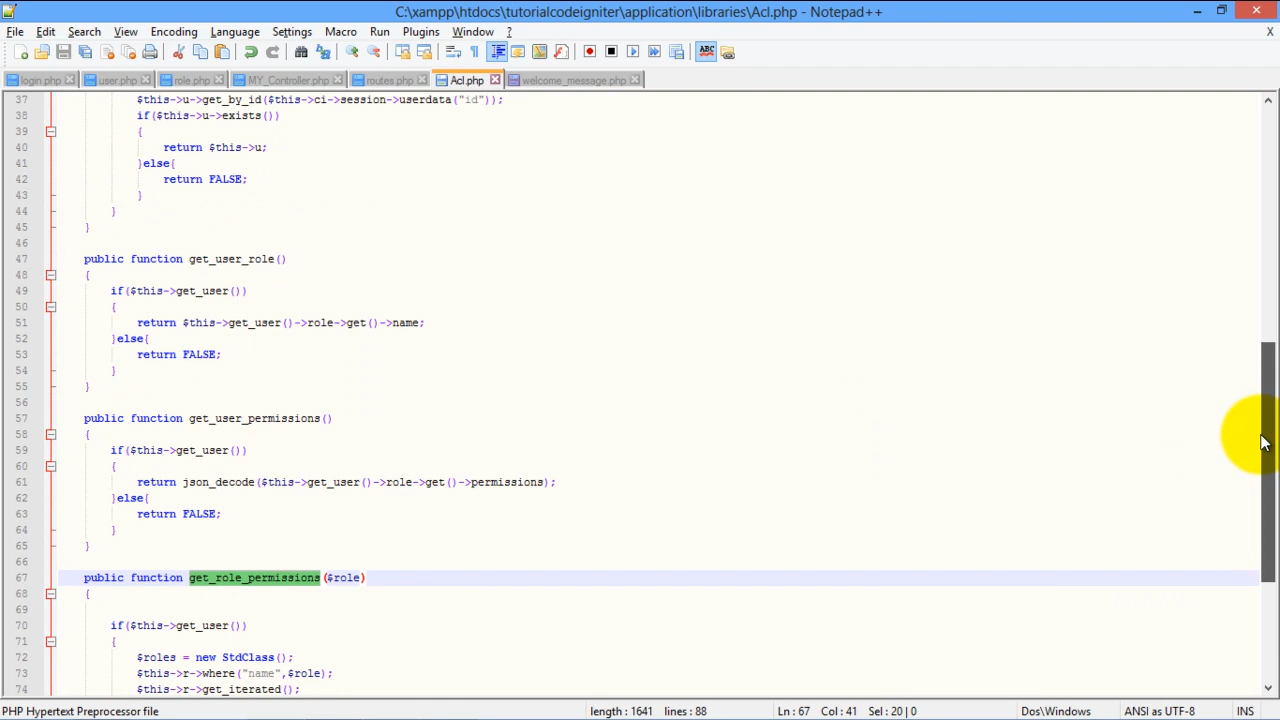 C:\xampp\htdocs\tutorialcodeigniter\application\libraries\Acl.php - Notepad++
File Edit Search View Encoding Language Settings Macro Run Plugins Window ? X
ABC
login.php user.php role.php MY_Controller.php routes.php Acl.php welcome_message.php
37 $this->u->get_by_id($this->ci->session->userdata("id"));
38 if($this->u->exists())
39 {
40 return $this->u;
41 }else{
42 return FALSE;
43 }
44 }
45 }
46
47 public function get_user_role()
48 {
49 if($this->get_user())
50 {
51 return $this->get_user()->role->get()->name;
52 }else{
53 return FALSE;
54 }
55 }
56
57 public function get_user_permissions()
58 {
59 if($this->get_user())
60 {
61 return json_decode($this->get_user()->role->get()->permissions);
62 }else{
63 return FALSE;
64 }
65 }
66
67 public function get_role_permissions($role)
68 {
69
70 if($this->get_user())
71 {
72 $roles = new StdClass();
73 $this->r->where("name",$role);
74 $this->r->get_iterated();
PHP Hypertext Preprocessor file length : 1641 lines : 88 Ln : 67 Col : 41 Sel : 20 | 0 Dos\Windows ANSI as UTF-8 INS